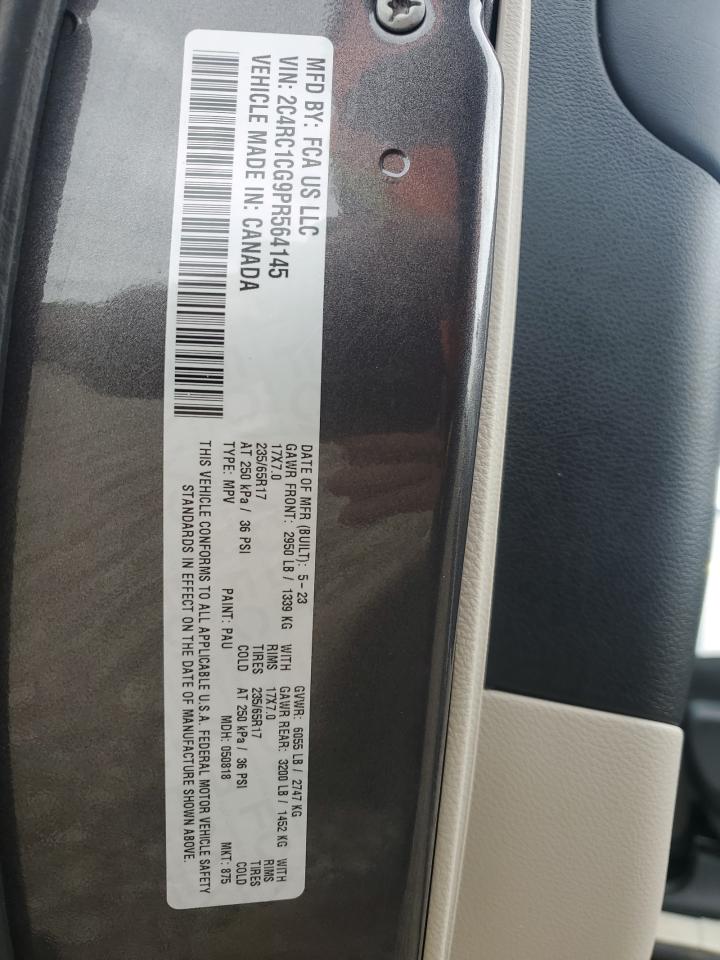 MFD BY: FCA US LLC
VIN: 2C4RC1CG9PR564145
VEHICLE MADE IN: CANADA
DATE OF MFR (BUILT): 5-23 GVWR: 6055 LB / 2747 KG
GAWR FRONT: 2950 LB / 1339 KG WITH GAWR REAR: 3200 LB / 1452 KG WITH
17X7.0 RIMS 17X7.0 RIMS
235/65R17 TIRES 235/65R17 TIRES
AT 250 kPa / 36 PSI COLD AT 250 kPa / 36 PSI COLD
TYPE: MPV PAINT: PAU MDH: 050818 MKT: 875
THIS VEHICLE CONFORMS TO ALL APPLICABLE U.S.A. FEDERAL MOTOR VEHICLE SAFETY
STANDARDS IN EFFECT ON THE DATE OF MANUFACTURE SHOWN ABOVE.